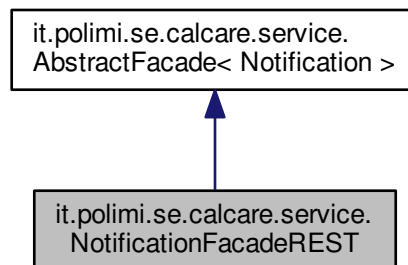 it.polimi.se.calcare.service.
AbstractFacade< Notification >
it.polimi.se.calcare.service.
NotificationFacadeREST